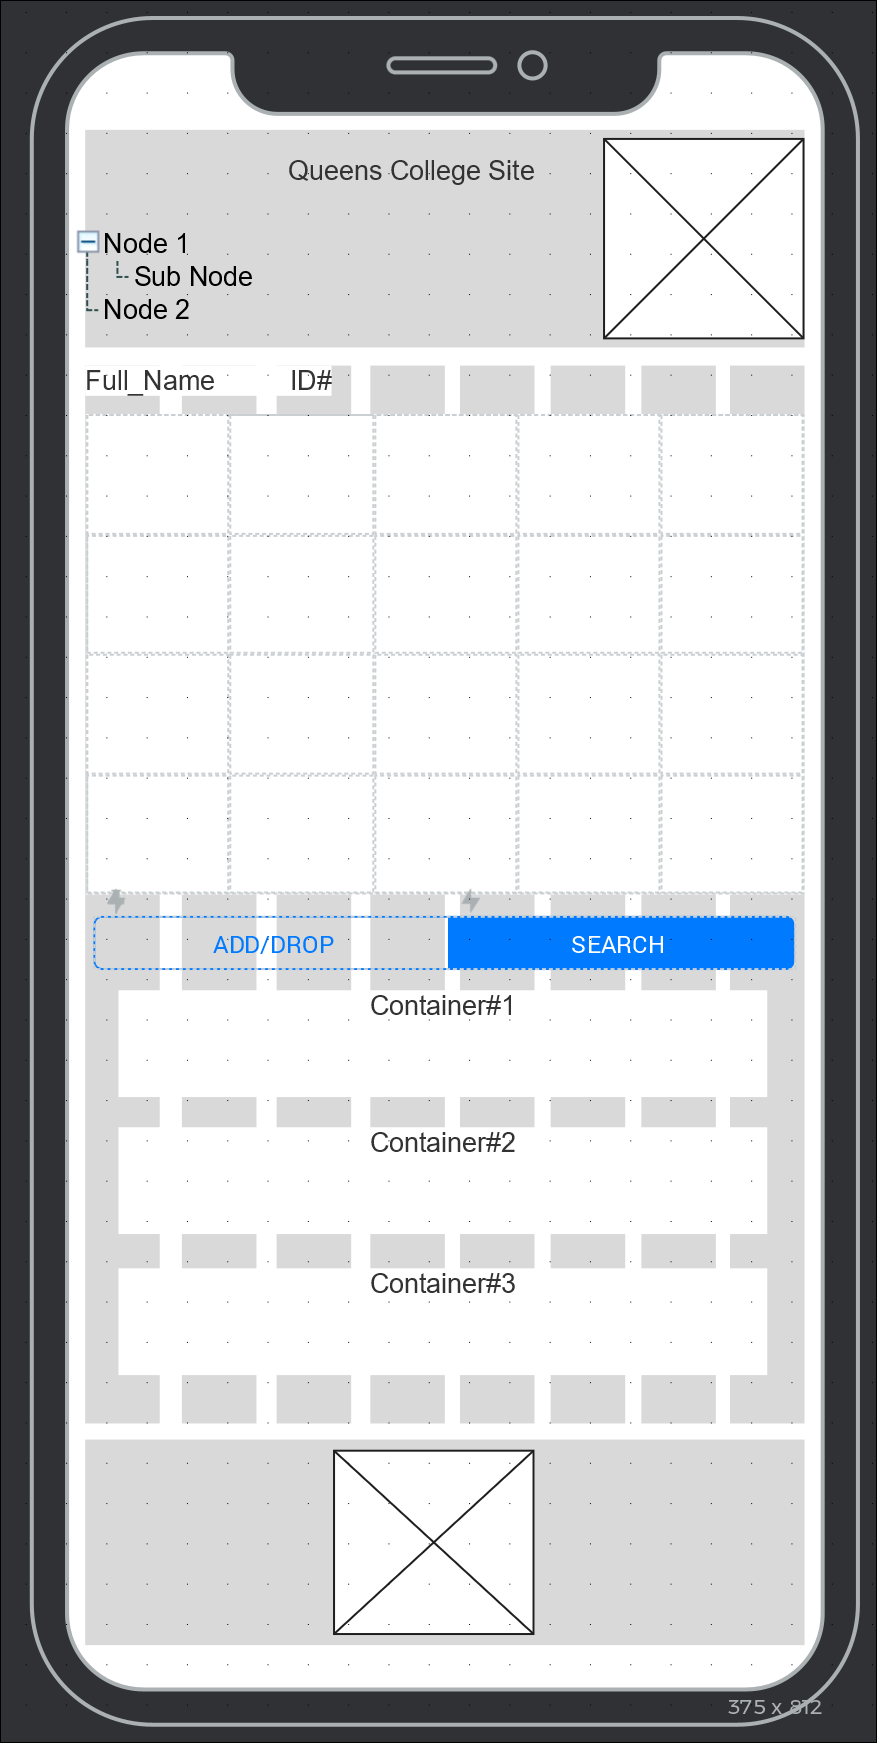 Queens College Site
Node 1
Sub Node
Node 2
Full_Name ID#
ADD/DROP SEARCH
Container#1
Container#2
Container#3
375 x 812